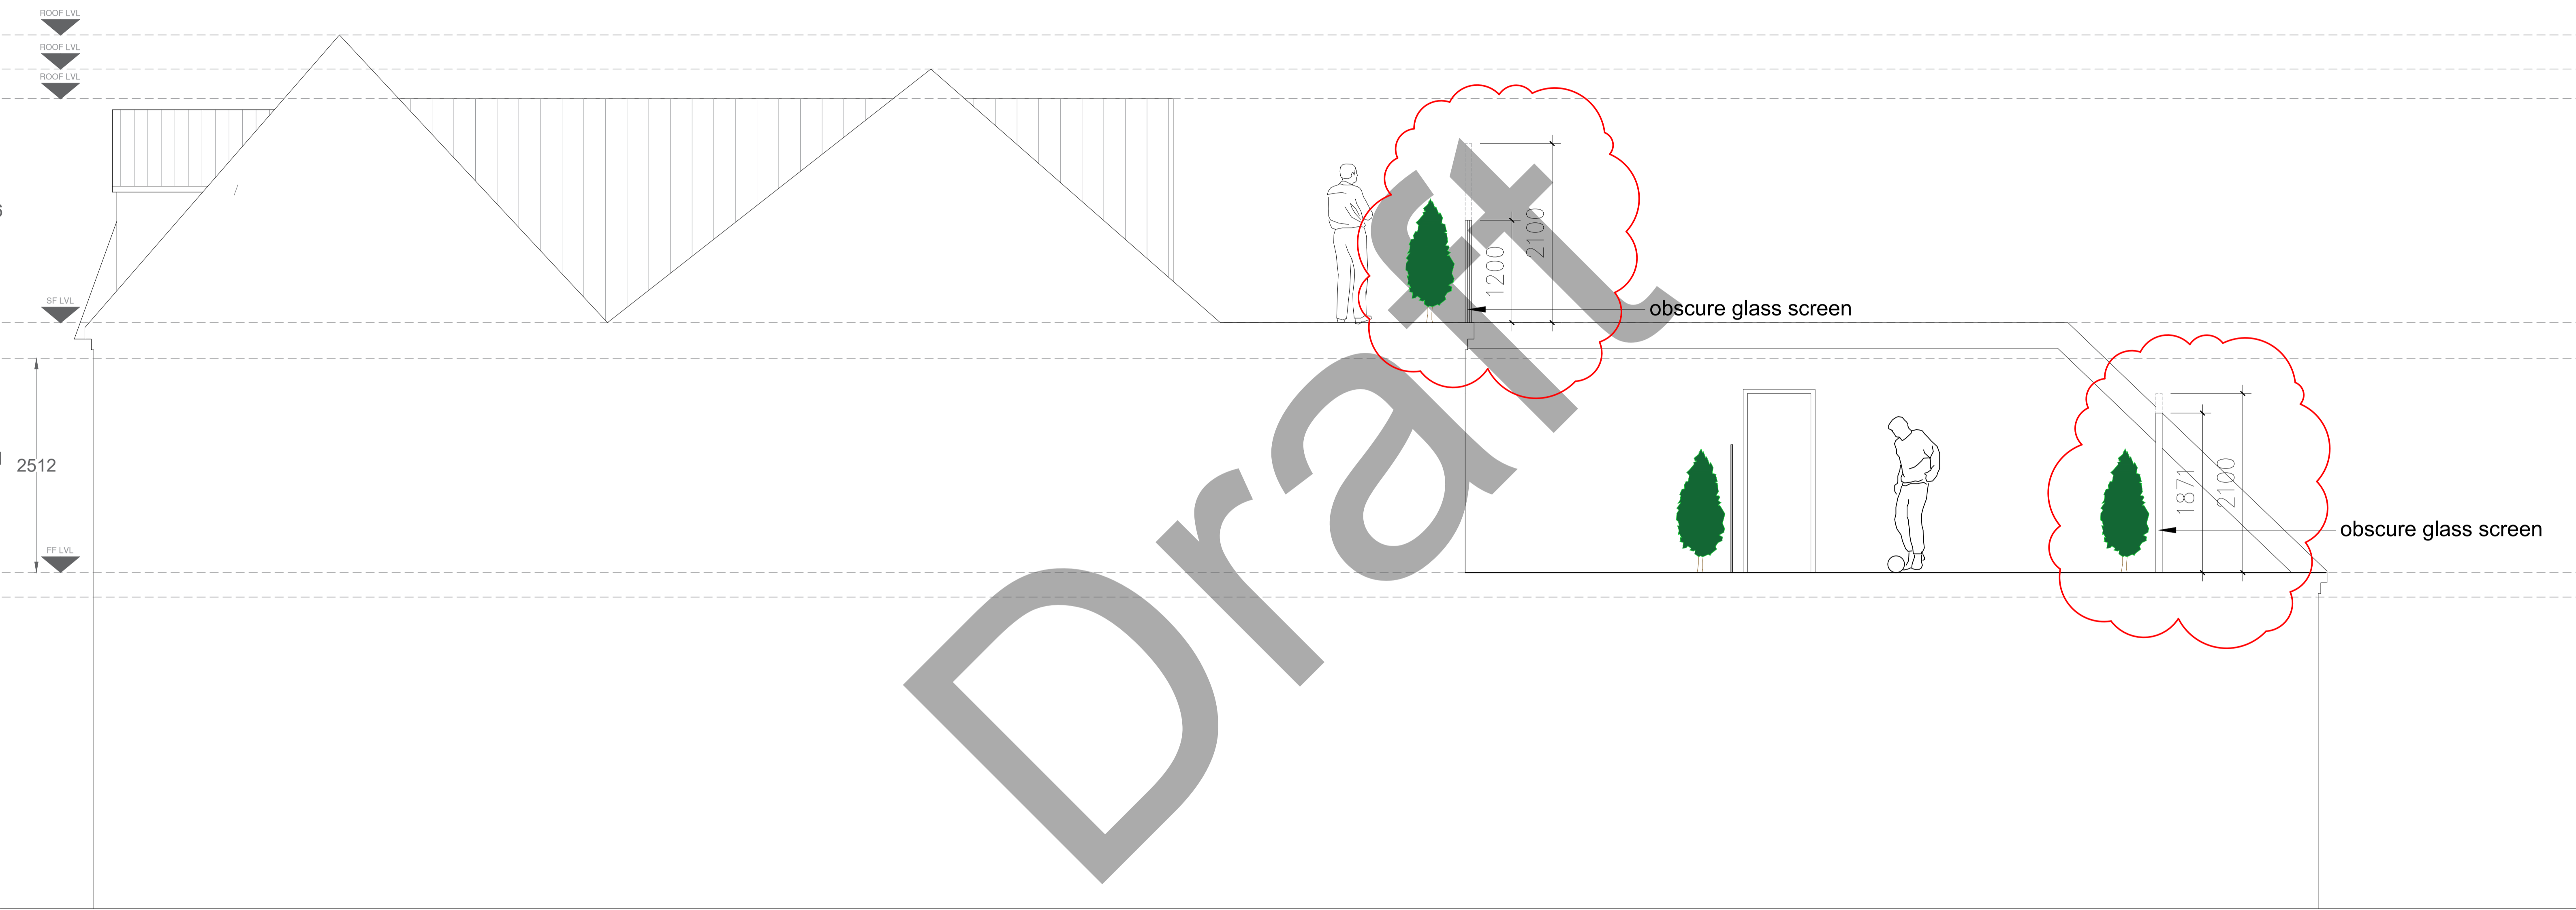 ROOF LVL
ROOF LVL
ROOF LVL
2100
1200
SF LVL
obscure glass screen
2512
1871
2100
obscure glass screen
FF LVL
Draft